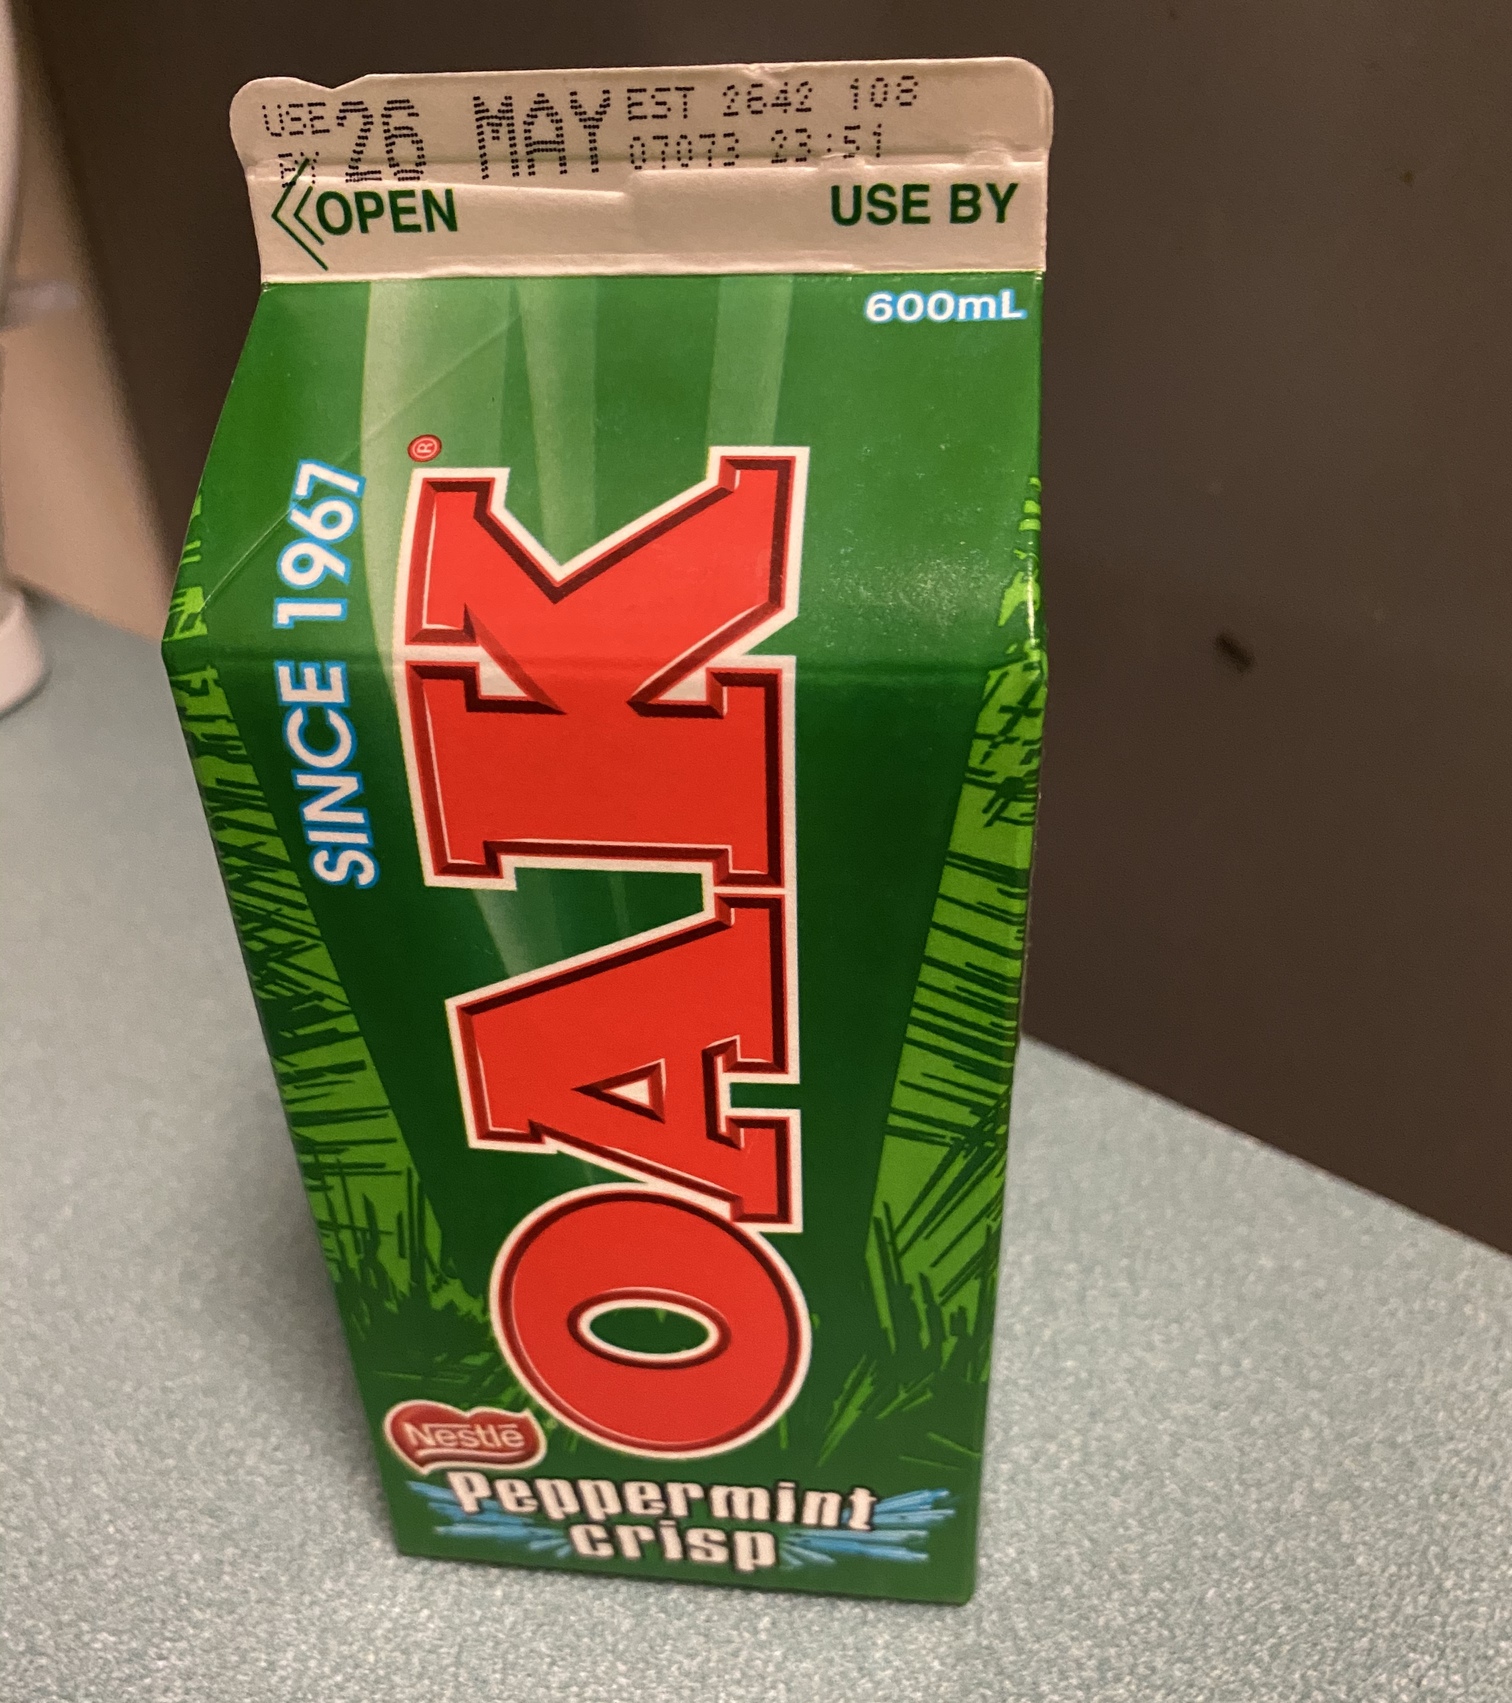 USE 26 MAY EST 2642 108
BY 07073 23:51
OPEN USE BY
600mL
SINCE 1967
OAK®
Nestlé
Peppermint
Crisp